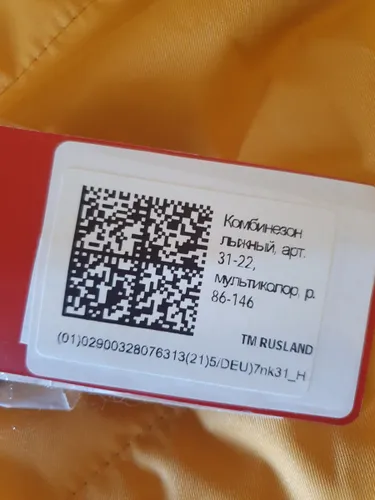 Комбинезон
лыжный, арт.
31-22,
мультиколор, р.
86-146
TM RUSLAND
(01)02900328076313(21)5/DEU)7nk31_H